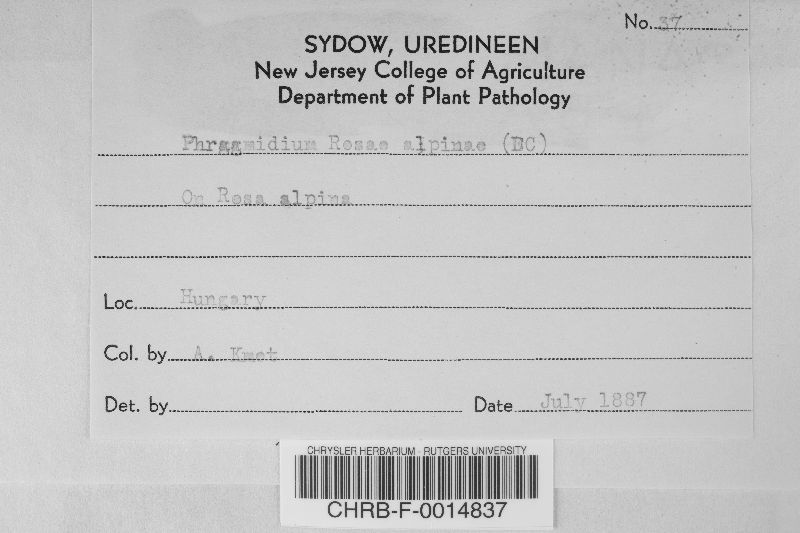 No. 37
SYDOW, UREDINEEN
New Jersey College of Agriculture
Department of Plant Pathology
Phragmidium Rosae alpinae (DC)
On Rosa alpina
Loc. Hungary
Col. by A. Kmet
Det. by
Date July 1887
CHRYSLER HERBARIUM - RUTGERS UNIVERSITY
CHRB-F-0014837